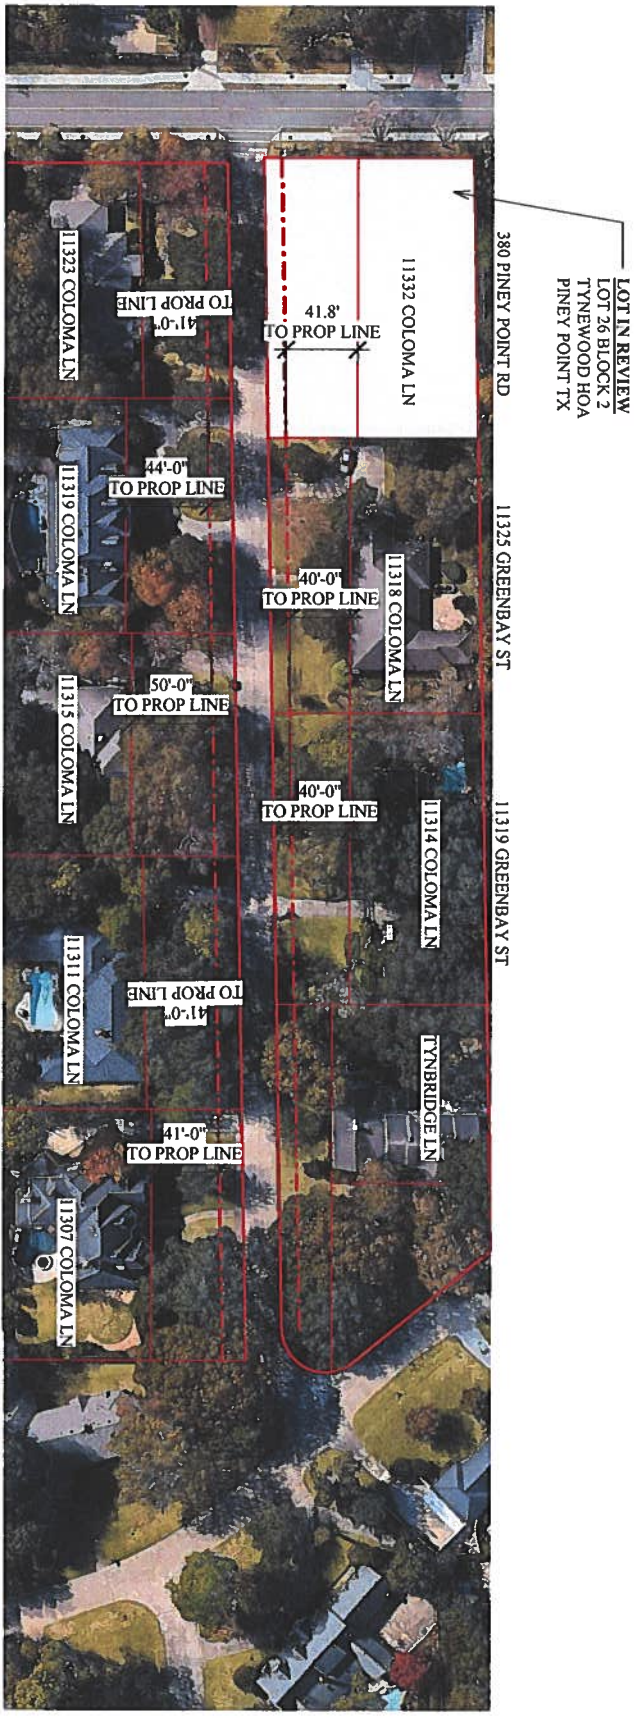 LOT IN REVIEW
LOT 26 BLOCK 2
TYNEWOOD HOA
PINEY POINT TX
380 PINEY POINT RD
11325 GREENBAY ST
11319 GREENBAY ST
11332 COLOMA LN
41.8'
TO PROP LINE
11318 COLOMA LN
40'-0"
TO PROP LINE
11314 COLOMA LN
40'-0"
TO PROP LINE
TYNBRIDGE LN
11323 COLOMA LN
41'-0"
TO PROP LINE
11319 COLOMA LN
44'-0"
TO PROP LINE
11315 COLOMA LN
50'-0"
TO PROP LINE
11311 COLOMA LN
41'-0"
TO PROP LINE
11307 COLOMA LN
41'-0"
TO PROP LINE